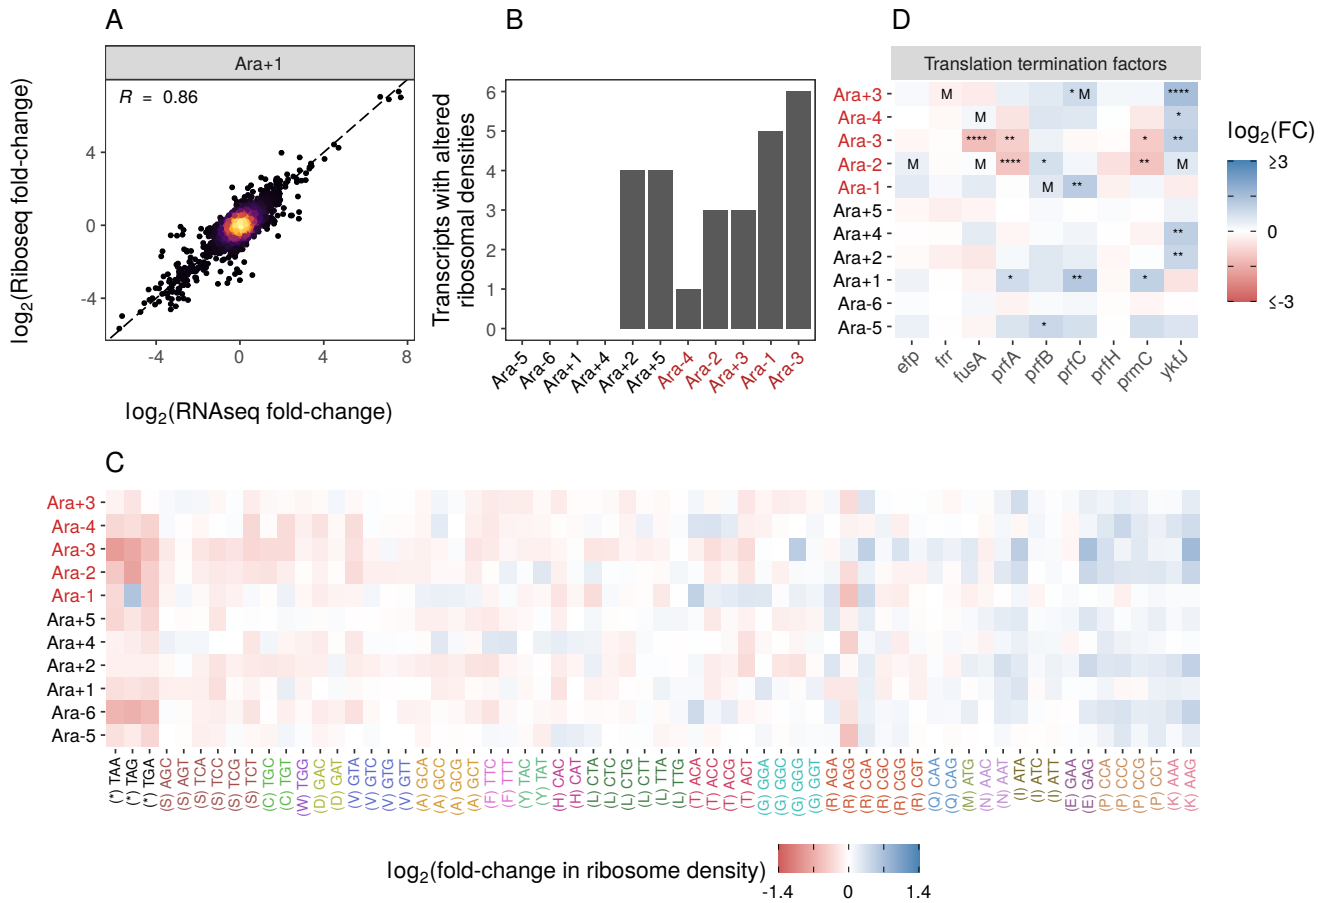 A
Ara+1
R = 0.86
4
0
-4
-4
0
4
8
log2(Riboseq fold-change)
log2(RNAseq fold-change)
B
6
5
4
3
2
1
0
Transcripts with altered
ribosomal densities
Ara-5
Ara-6
Ara+1
Ara+4
Ara+2
Ara+5
Ara-4
Ara-2
Ara+3
Ara-1
Ara-3
D
Translation termination factors
Ara+3 M * M ****
Ara-4 M *
Ara-3 **** ** * **
Ara-2 M M **** * ** M
Ara-1 M **
Ara+5
Ara+4 **
Ara+2 **
Ara+1 * ** *
Ara-6
Ara-5 *
efp
frr
fusA
prfA
prfB
prfC
prfH
prmC
ykfJ
log2(FC)
≥3
0
≤-3
C
Ara+3
Ara-4
Ara-3
Ara-2
Ara-1
Ara+5
Ara+4
Ara+2
Ara+1
Ara-6
Ara-5
(*) TAA
(*) TAG
(*) TGA
(S) AGC
(S) AGT
(S) TCA
(S) TCC
(S) TCG
(S) TCT
(C) TGC
(C) TGT
(W) TGG
(D) GAC
(D) GAT
(V) GTA
(V) GTC
(V) GTG
(V) GTT
(A) GCA
(A) GCC
(A) GCG
(A) GCT
(F) TTC
(F) TTT
(Y) TAC
(Y) TAT
(H) CAC
(H) CAT
(L) CTA
(L) CTC
(L) CTG
(L) CTT
(L) TTA
(L) TTG
(T) ACA
(T) ACC
(T) ACG
(T) ACT
(G) GGA
(G) GGC
(G) GGG
(G) GGT
(R) AGA
(R) AGG
(R) CGA
(R) CGC
(R) CGG
(R) CGT
(Q) CAA
(Q) CAG
(M) ATG
(N) AAC
(N) AAT
(I) ATA
(I) ATC
(I) ATT
(E) GAA
(E) GAG
(P) CCA
(P) CCC
(P) CCG
(P) CCT
(K) AAA
(K) AAG
log2(fold-change in ribosome density)
-1.4
0
1.4